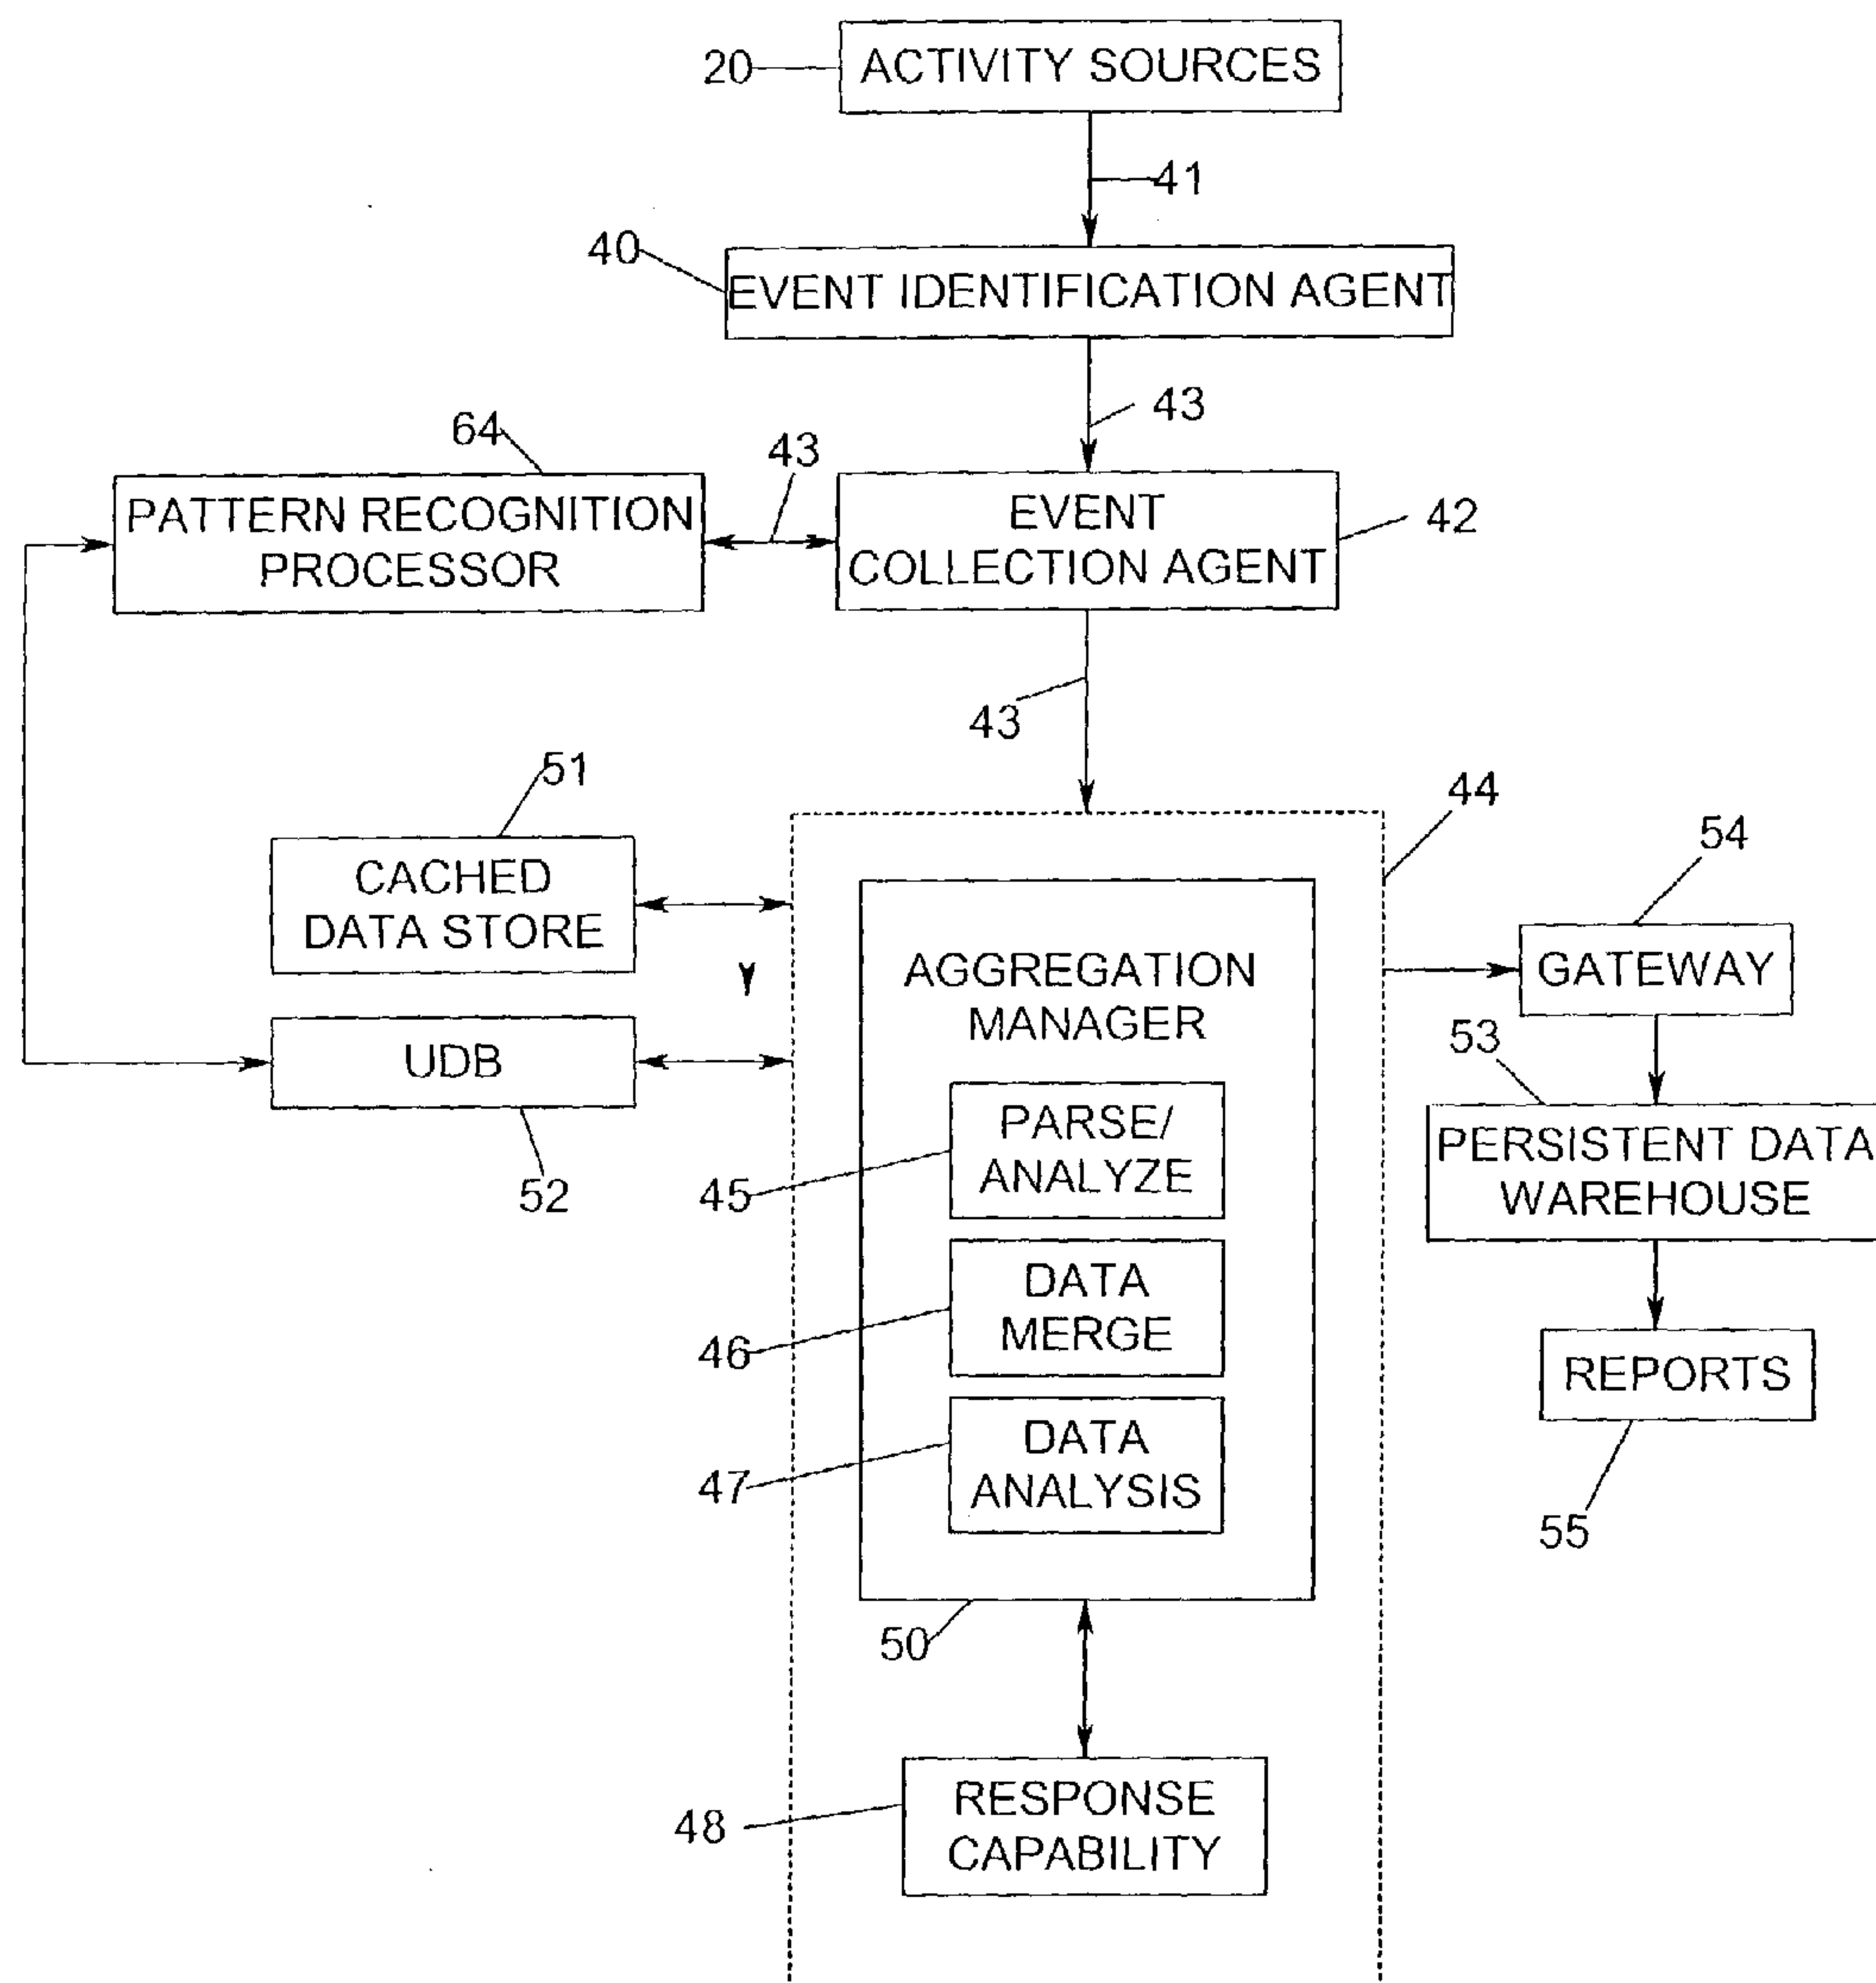 20
ACTIVITY SOURCES
41
40
EVENT IDENTIFICATION AGENT
43
64
43
PATTERN RECOGNITION
PROCESSOR
EVENT
COLLECTION AGENT
42
43
51
44
CACHED
DATA STORE
54
GATEWAY
AGGREGATION
MANAGER
53
UDB
52
PARSE/
ANALYZE
45
PERSISTENT DATA
WAREHOUSE
DATA
MERGE
46
REPORTS
DATA
ANALYSIS
47
55
50
RESPONSE
CAPABILITY
48